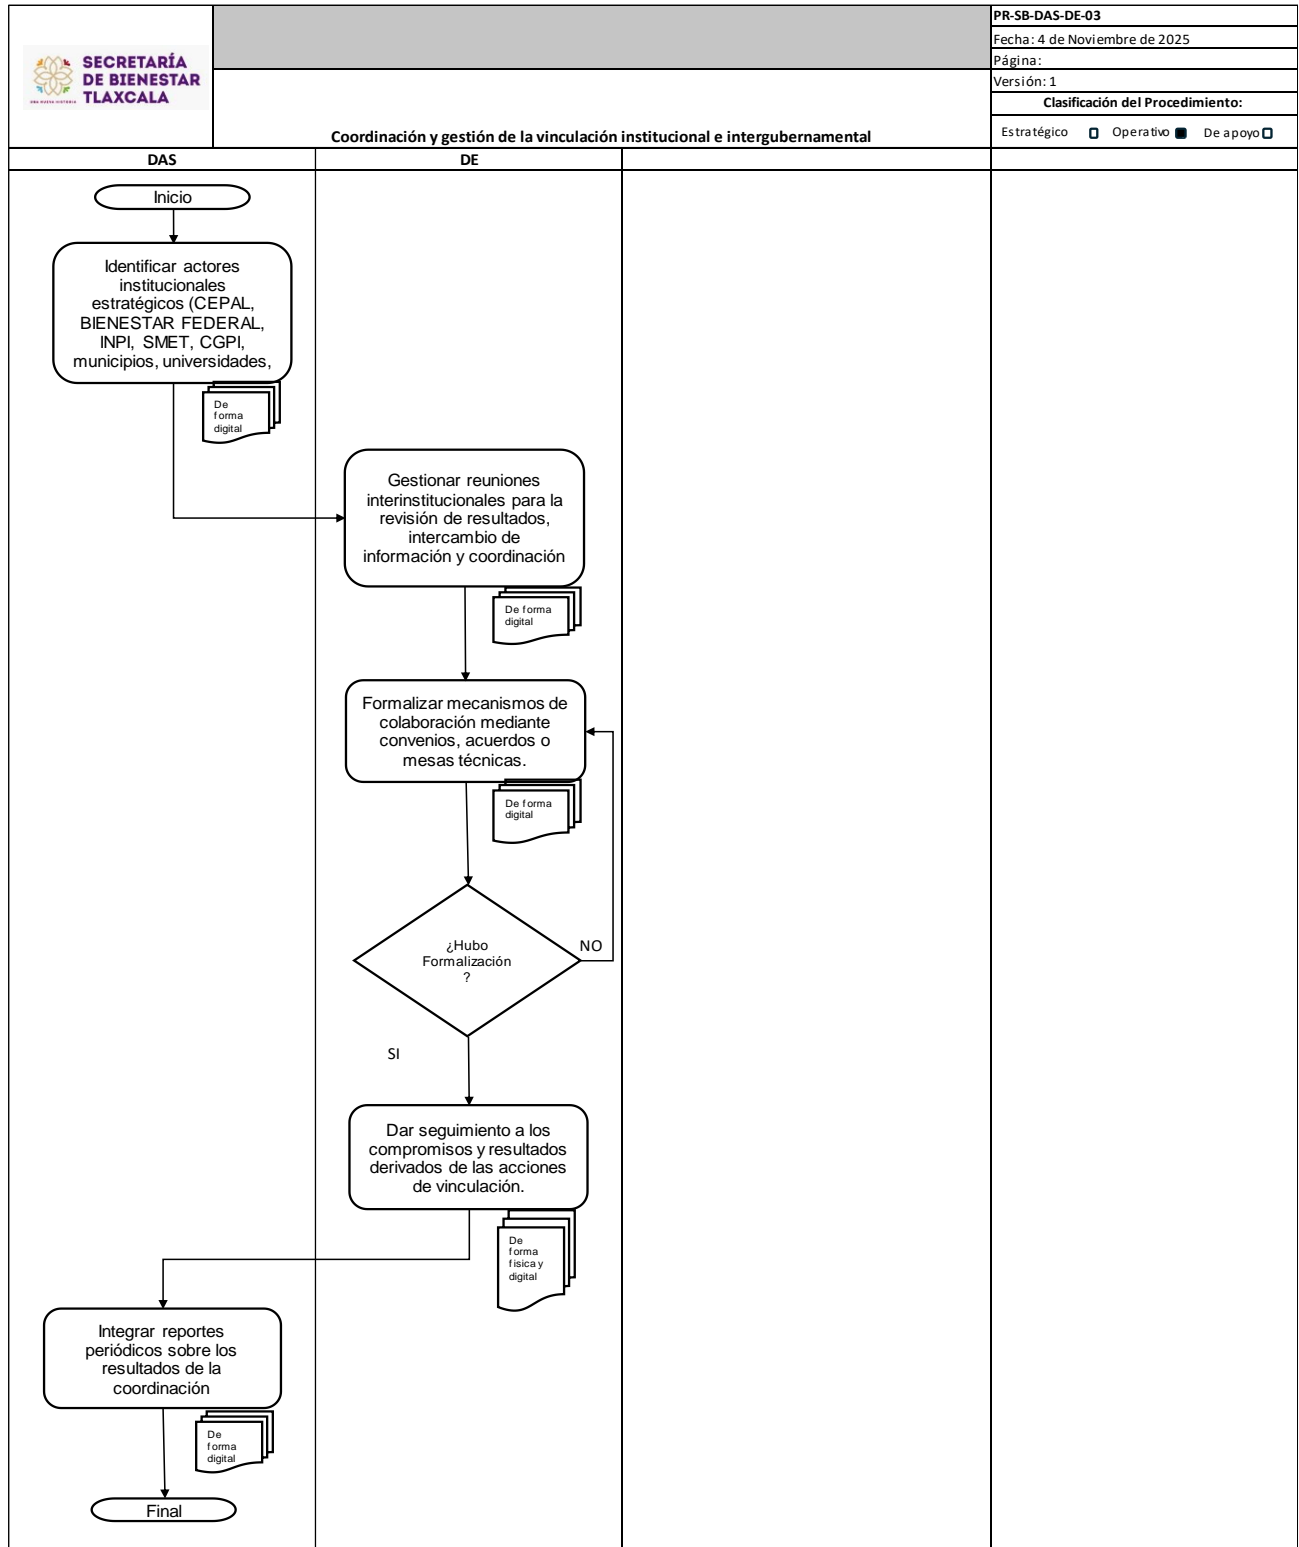 PR-SB-DAS-DE-03
Fecha: 4 de Noviembre de 2025
Página:
Versión: 1
Clasificación del Procedimiento:
Estratégico Operativo De apoyo
SECRETARÍA
DE BIENESTAR
TLAXCALA
UNA NUEVA HISTORIA
Coordinación y gestión de la vinculación institucional e intergubernamental
DAS
DE
Inicio
Identificar actores
institucionales
estratégicos (CEPAL,
BIENESTAR FEDERAL,
INPI, SMET, CGPI,
municipios, universidades,
De
forma
digital
Gestionar reuniones
interinstitucionales para la
revisión de resultados,
intercambio de
información y coordinación
De forma
digital
Formalizar mecanismos de
colaboración mediante
convenios, acuerdos o
mesas técnicas.
De forma
digital
¿Hubo
Formalización
?
NO
SI
Dar seguimiento a los
compromisos y resultados
derivados de las acciones
de vinculación.
De
forma
fisica y
digital
Integrar reportes
periódicos sobre los
resultados de la
coordinación
De
forma
digital
Final